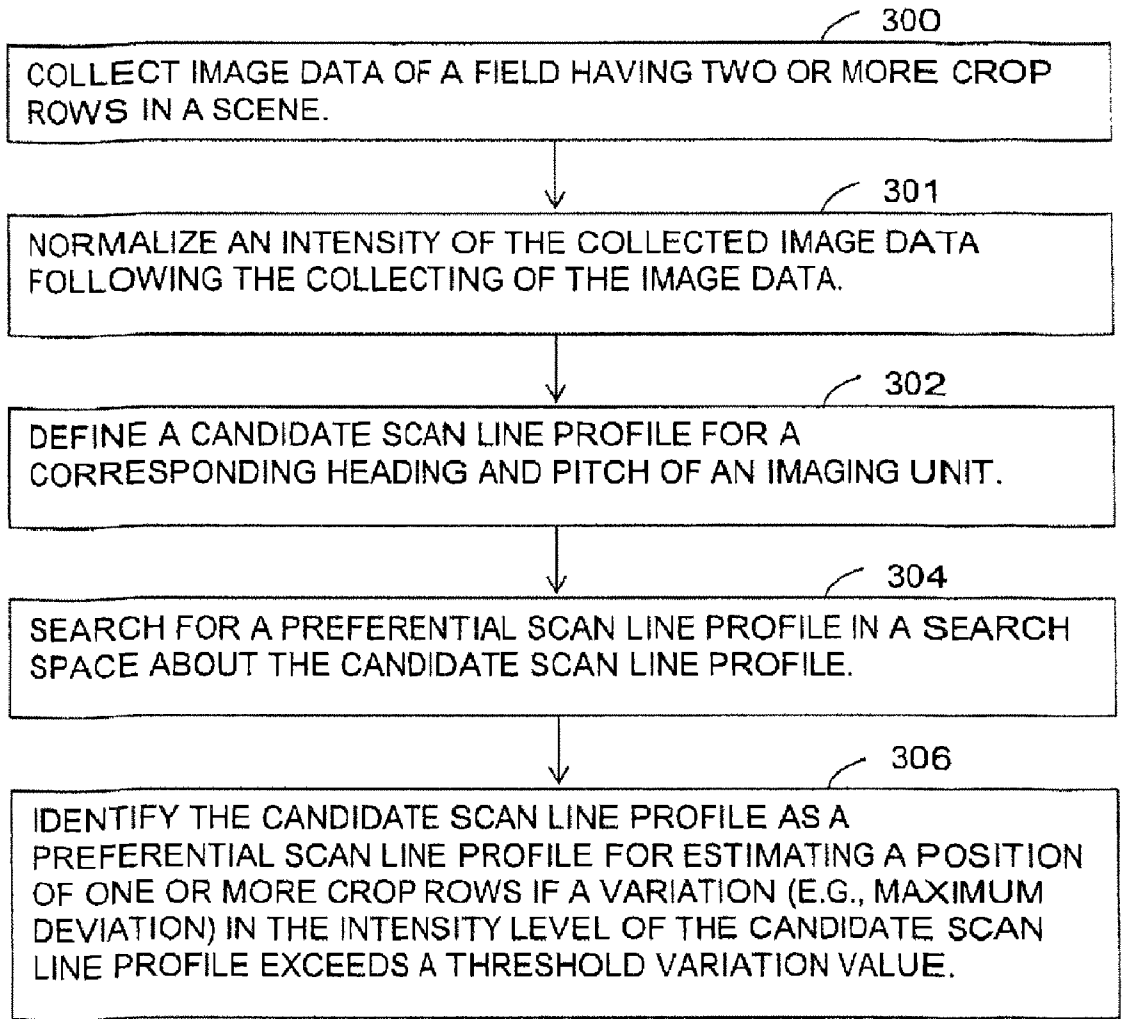 300
COLLECT IMAGE DATA OF A FIELD HAVING TWO OR MORE CROP
ROWS IN A SCENE.
301
NORMALIZE AN INTENSITY OF THE COLLECTED IMAGE DATA
FOLLOWING THE COLLECTING OF THE IMAGE DATA.
302
DEFINE A CANDIDATE SCAN LINE PROFILE FOR A
CORRESPONDING HEADING AND PITCH OF AN IMAGING UNIT.
304
SEARCH FOR A PREFERENTIAL SCAN LINE PROFILE IN A SEARCH
SPACE ABOUT THE CANDIDATE SCAN LINE PROFILE.
306
IDENTIFY THE CANDIDATE SCAN LINE PROFILE AS A
PREFERENTIAL SCAN LINE PROFILE FOR ESTIMATING A POSITION
OF ONE OR MORE CROP ROWS IF A VARIATION (E.G., MAXIMUM
DEVIATION) IN THE INTENSITY LEVEL OF THE CANDIDATE SCAN
LINE PROFILE EXCEEDS A THRESHOLD VARIATION VALUE.